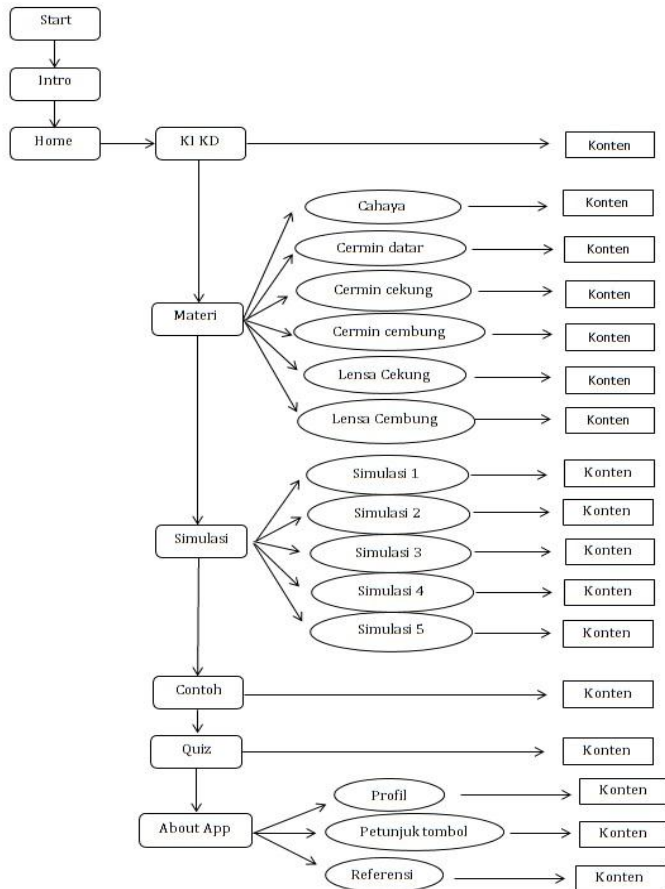 Start
Intro
Home
KI KD
Konten
Cahaya
Konten
Cermin datar
Konten
Cermin cekung
Konten
Materi
Cermin cembung
Konten
Lensa Cekung
Konten
Lensa Cembung
Konten
Simulasi 1
Konten
Simulasi 2
Konten
Simulasi
Simulasi 3
Konten
Simulasi 4
Konten
Simulasi 5
Konten
Contoh
Konten
Quiz
Konten
Profil
Konten
About App
Petunjuk tombol
Konten
Referensi
Konten